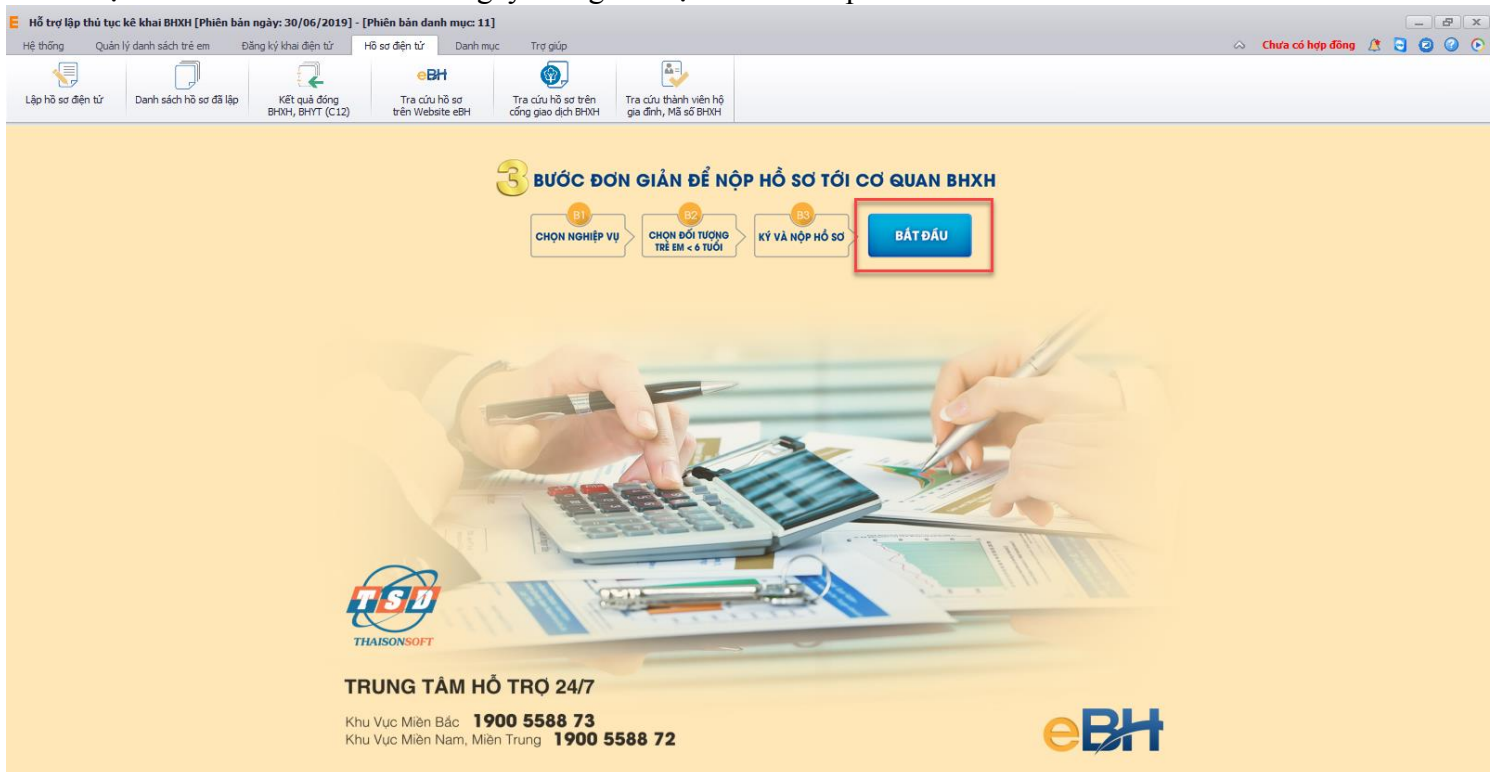 E Hỗ trợ lập thủ tục kê khai BHXH [Phiên bản ngày: 30/06/2019] - [Phiên bản danh mục: 11]
Hệ thống Quản lý danh sách trẻ em Đăng ký khai điện tử Hồ sơ điện tử Danh mục Trợ giúp Chưa có hợp đồng
Lập hồ sơ điện tử Danh sách hồ sơ đã lập Kết quả đóng eBH Tra cứu hồ sơ Tra cứu hồ sơ trên Tra cứu thành viên hộ
BHXH, BHYT (C12) trên Website eBH cổng giao dịch BHXH gia đình, Mã số BHXH
3 BƯỚC ĐƠN GIẢN ĐỂ NỘP HỒ SƠ TỚI CƠ QUAN BHXH
B1 B2 B3
CHỌN NGHIỆP VỤ CHỌN ĐỐI TƯỢNG KÝ VÀ NỘP HỒ SƠ BẮT ĐẦU
TRẺ EM < 6 TUỔI
TSD
THAISONSOFT
TRUNG TÂM HỖ TRỢ 24/7
Khu Vực Miền Bắc 1900 5588 73
Khu Vực Miền Nam, Miền Trung 1900 5588 72
eBH